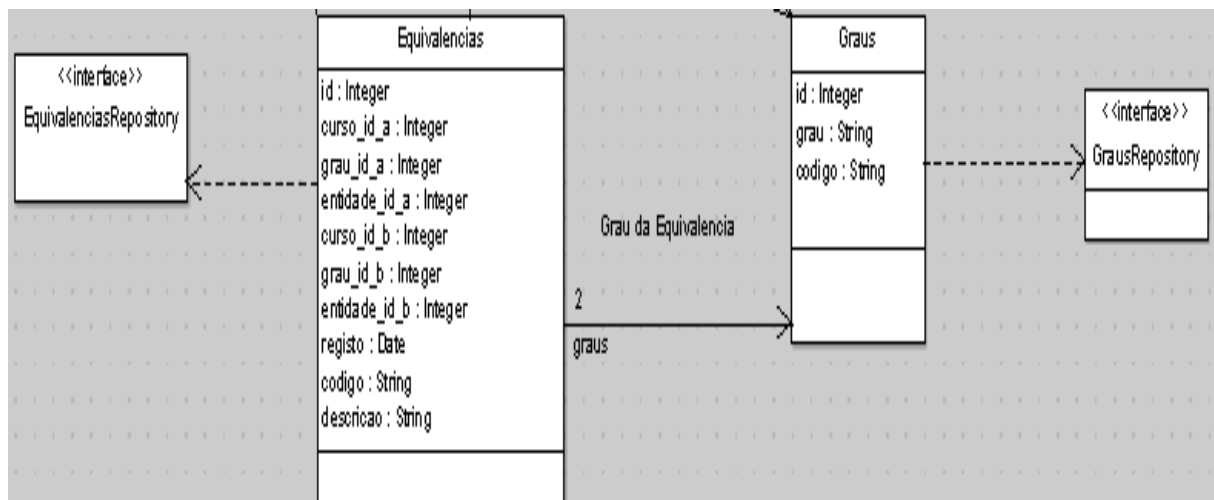 <<interface>>
EquivalenciasRepository
Equivalencias
id : Integer
curso_id_a : Integer
grau_id_a : Integer
entidade_id_a : Integer
curso_id_b : Integer
grau_id_b : Integer
entidade_id_b : Integer
registo : Date
codigo : String
descricao : String
Grau da Equivalencia
2
graus
Graus
id : Integer
grau : String
codigo : String
<<interface>>
GrausRepository